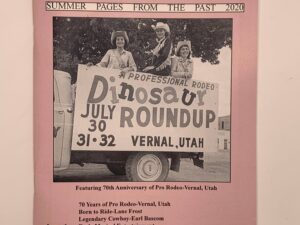 SUMMER PAGES FROM THE PAST 2020
A PROFESSIONAL RODEO
Dinosaur
JULY ROUNDUP
30
31·32 VERNAL, UTAH
Featuring 70th Anniversary of Pro Rodeo-Vernal, Utah
70 Years of Pro Rodeo-Vernal, Utah
Born to Ride-Lane Frost
Legendary Cowboy-Earl Bascom